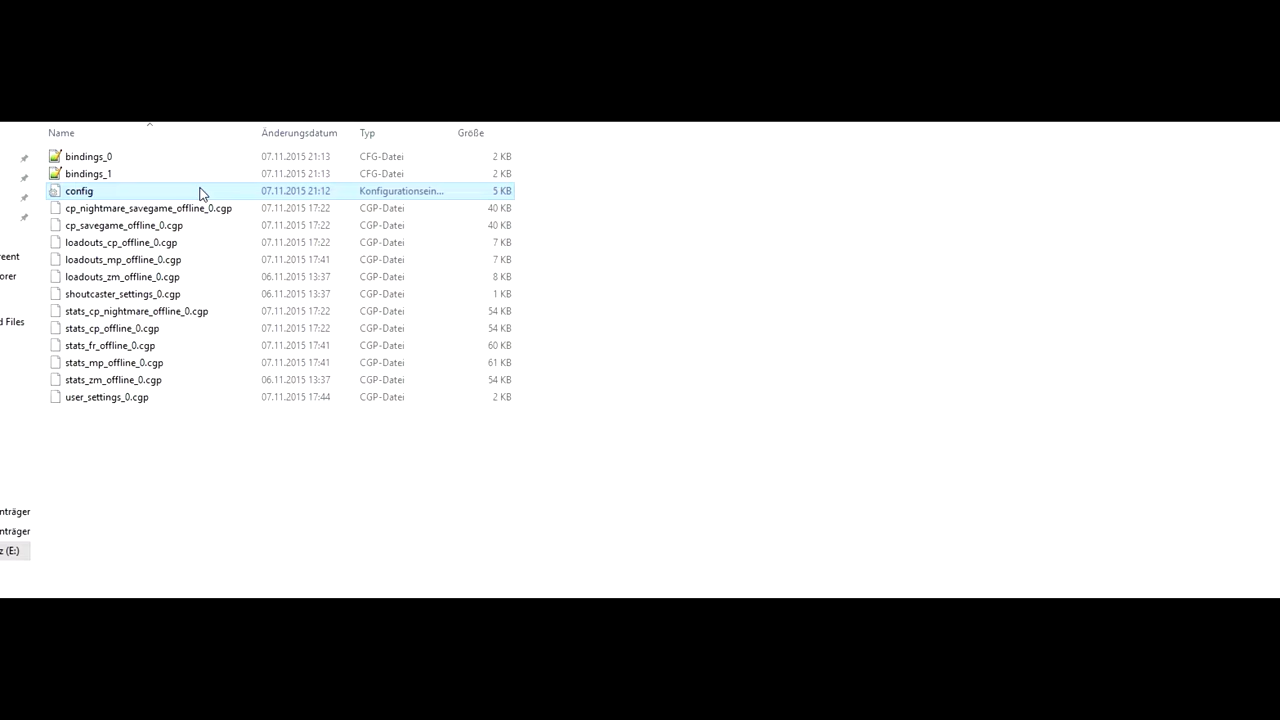 Name Änderungsdatum Typ Größe
bindings_0 07.11.2015 21:13 CFG-Datei 2 KB
bindings_1 07.11.2015 21:13 CFG-Datei 2 KB
config 07.11.2015 21:12 Konfigurationsein... 5 KB
cp_nightmare_savegame_offline_0.cgp 07.11.2015 17:22 CGP-Datei 40 KB
cp_savegame_offline_0.cgp 07.11.2015 17:22 CGP-Datei 40 KB
loadouts_cp_offline_0.cgp 07.11.2015 17:22 CGP-Datei 7 KB
reent loadouts_mp_offline_0.cgp 07.11.2015 17:41 CGP-Datei 7 KB
orer loadouts_zm_offline_0.cgp 06.11.2015 13:37 CGP-Datei 8 KB
shoutcaster_settings_0.cgp 06.11.2015 13:37 CGP-Datei 1 KB
stats_cp_nightmare_offline_0.cgp 07.11.2015 17:22 CGP-Datei 54 KB
d Files stats_cp_offline_0.cgp 07.11.2015 17:22 CGP-Datei 54 KB
stats_fr_offline_0.cgp 07.11.2015 17:41 CGP-Datei 60 KB
stats_mp_offline_0.cgp 07.11.2015 17:41 CGP-Datei 61 KB
stats_zm_offline_0.cgp 06.11.2015 13:37 CGP-Datei 54 KB
user_settings_0.cgp 07.11.2015 17:44 CGP-Datei 2 KB
nträger
nträger
z (E:)